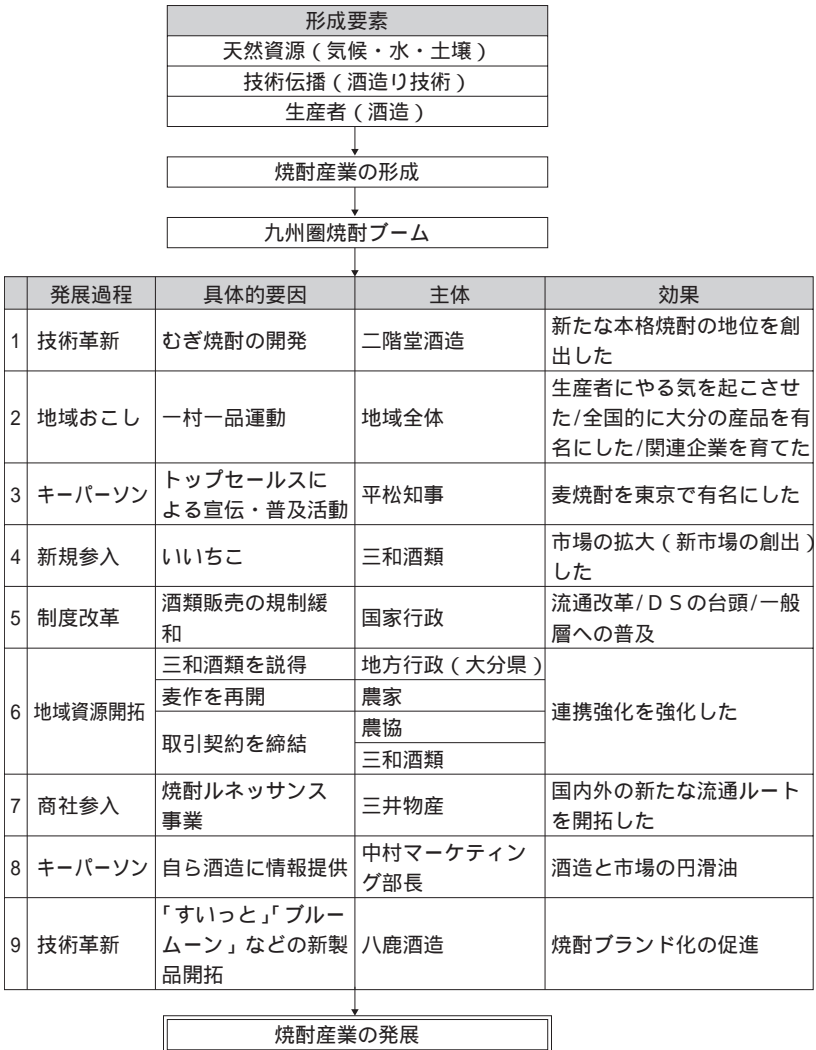 形成要素
天然資源(気候・水・土壌)
技術伝播(酒造り技術)
生産者(酒造)
焼酎産業の形成
九州圏焼酎ブーム
発展過程 具体的要因 主体 効果
1 技術革新 むぎ焼酎の開発 二階堂酒造 新たな本格焼酎の地位を創
出した
2 地域おこし 一村一品運動 地域全体 生産者にやる気を起こさせ
た/全国的に大分の産品を有
名にした/関連企業を育てた
3 キーパーソン トップセールスに
よる宣伝・普及活動 平松知事 麦焼酎を東京で有名にした
4 新規参入 いいちこ 三和酒類 市場の拡大(新市場の創出)
した
5 制度改革 酒類販売の規制緩
和 国家行政 流通改革/DSの台頭/一般
層への普及
6 地域資源開拓 三和酒類を説得 地方行政(大分県)
麦作を再開 農家
取引契約を締結 農協
三和酒類
連携強化を強化した
7 商社参入 焼酎ルネッサンス
事業 三井物産 国内外の新たな流通ルート
を開拓した
8 キーパーソン 自ら酒造に情報提供 中村マーケティン
グ部長 酒造と市場の円滑油
9 技術革新 「すいっと」「ブルー
ムーン」などの新製
品開拓 八鹿酒造 焼酎ブランド化の促進
焼酎産業の発展